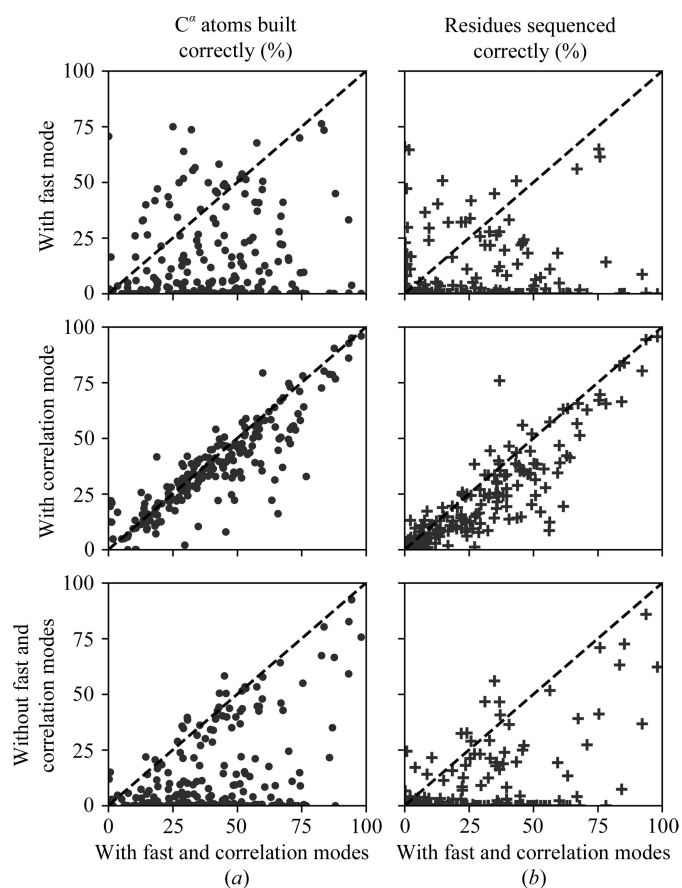 Cα atoms built
correctly (%)
Residues sequenced
correctly (%)
With fast mode
100
75
50
25
0
With correlation mode
100
75
50
25
0
Without fast and
correlation modes
100
75
50
25
0
0 25 50 75 100
0 25 50 75 100
With fast and correlation modes
With fast and correlation modes
(a)
(b)